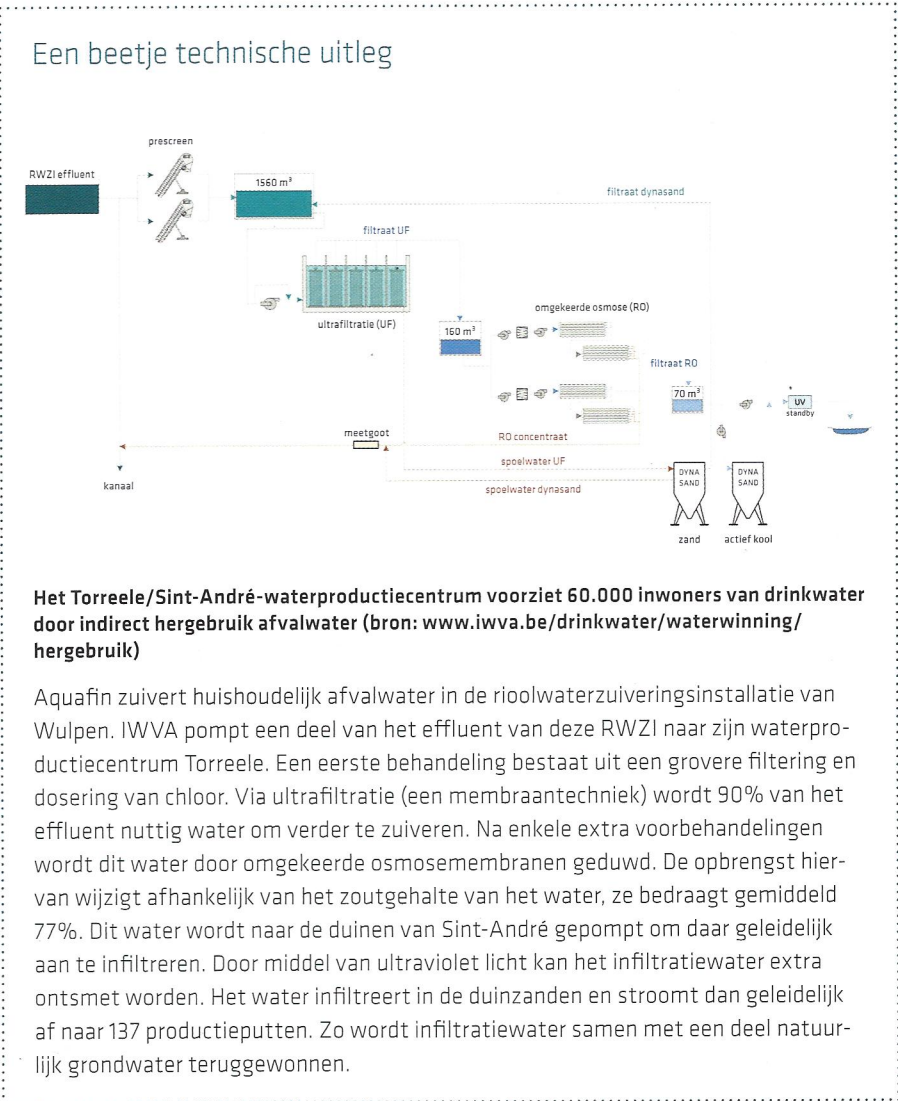 Een beetje technische uitleg
prescreen
RWZI effluent
1560 m³
filtraat dynasand
filtraat UF
ultrafiltratie (UF)
omgekeerde osmose (RO)
160 m³
filtraat RO
70 m³
UV
standby
meetgoot
RO concentraat
spoelwater UF
spoelwater dynasand
kanaal
DYNA
SAND
DYNA
SAND
zand
actief kool
Het Torreele/Sint-André-waterproductiecentrum voorziet 60.000 inwoners van drinkwater
door indirect hergebruik afvalwater (bron: www.iwva.be/drinkwater/waterwinning/
hergebruik)
Aquafin zuivert huishoudelijk afvalwater in de rioolwaterzuiveringsinstallatie van
Wulpen. IWVA pompt een deel van het effluent van deze RWZI naar zijn waterpro-
ductiecentrum Torreele. Een eerste behandeling bestaat uit een grovere filtering en
dosering van chloor. Via ultrafiltratie (een membraantechniek) wordt 90% van het
effluent nuttig water om verder te zuiveren. Na enkele extra voorbehandelingen
wordt dit water door omgekeerde osmosemembranen geduwd. De opbrengst hier-
van wijzigt afhankelijk van het zoutgehalte van het water, ze bedraagt gemiddeld
77%. Dit water wordt naar de duinen van Sint-André gepompt om daar geleidelijk
aan te infiltreren. Door middel van ultraviolet licht kan het infiltratiewater extra
ontsmet worden. Het water infiltreert in de duinzanden en stroomt dan geleidelijk
af naar 137 productieputten. Zo wordt infiltratiewater samen met een deel natuur-
lijk grondwater teruggewonnen.